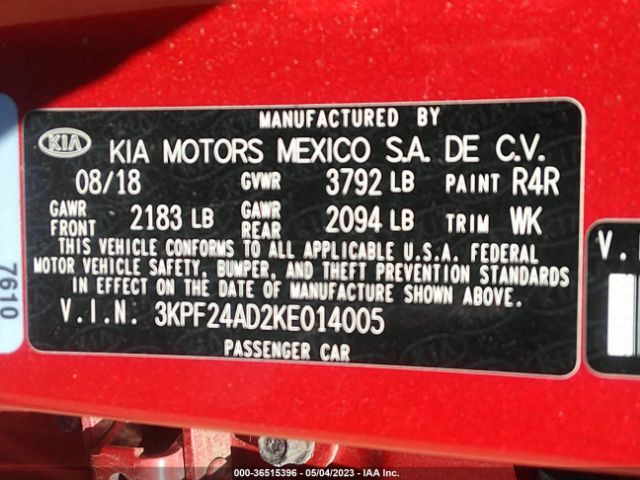 MANUFACTURED BY
KIA KIA MOTORS MEXICO S.A. DE C.V.
08/18 GVWR 3792 LB PAINT R4R
GAWR FRONT 2183 LB GAWR REAR 2094 LB TRIM WK
THIS VEHICLE CONFORMS TO ALL APPLICABLE U.S.A. FEDERAL
MOTOR VEHICLE SAFETY, BUMPER, AND THEFT PREVENTION STANDARDS
IN EFFECT ON THE DATE OF MANUFACTURE SHOWN ABOVE.
V.I.N. 3KPF24AD2KE014005
PASSENGER CAR
7610
V.
000-36515396 - 05/04/2023 - IAA Inc.